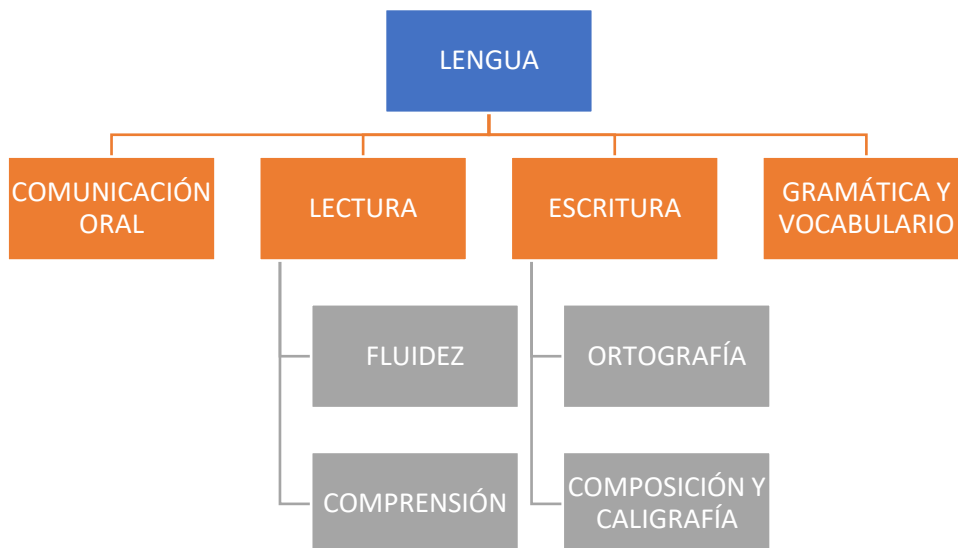 LENGUA
COMUNICACIÓN
ORAL
LECTURA
ESCRITURA
GRAMÁTICA Y
VOCABULARIO
FLUIDEZ
ORTOGRAFÍA
COMPRENSIÓN
COMPOSICIÓN Y
CALIGRAFÍA